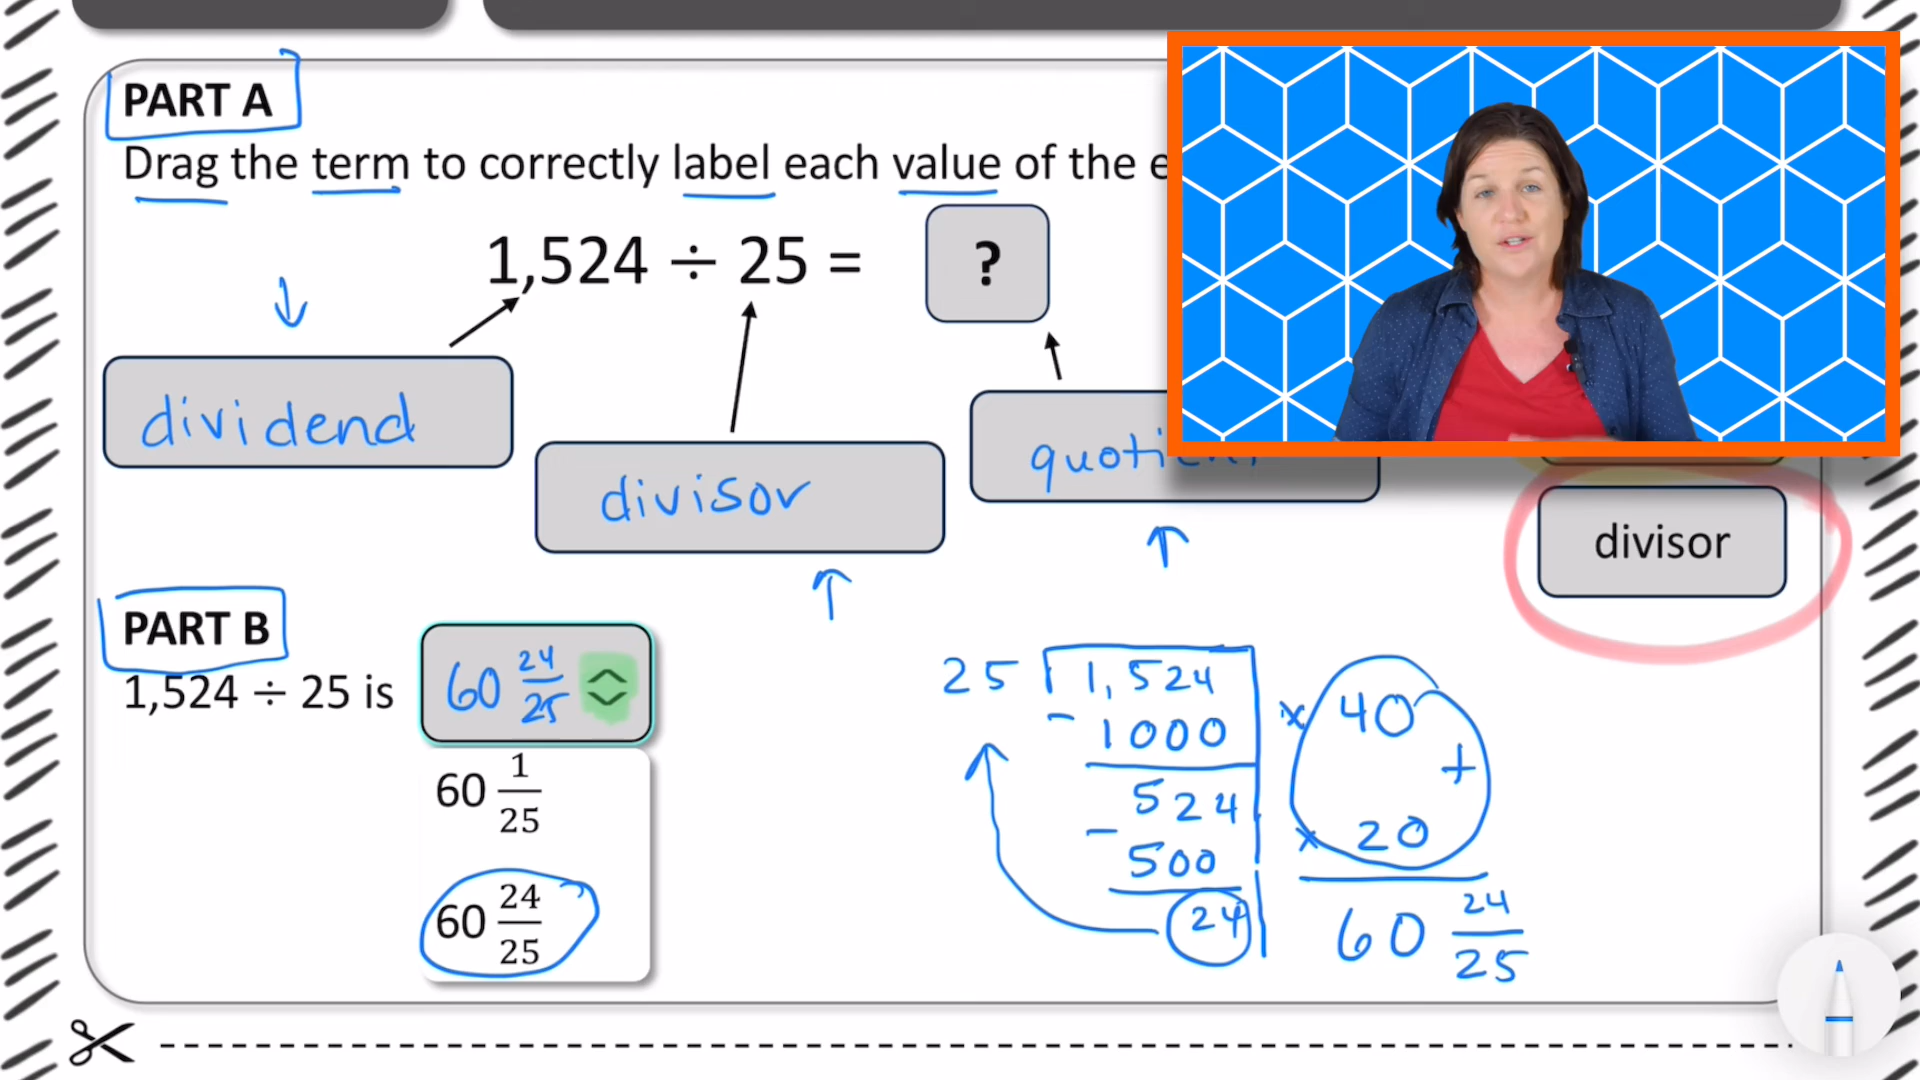 PART A
Drag the term to correctly label each value of the e
1,524 ÷ 25 = ?
dividend
divisor
divisor
PART B
1,524 ÷ 25 is 60 24/25
60 1/25
60 24/25
25 1,524
- 1000 x 40
+
524
- 500 x 20
24 60 24/25